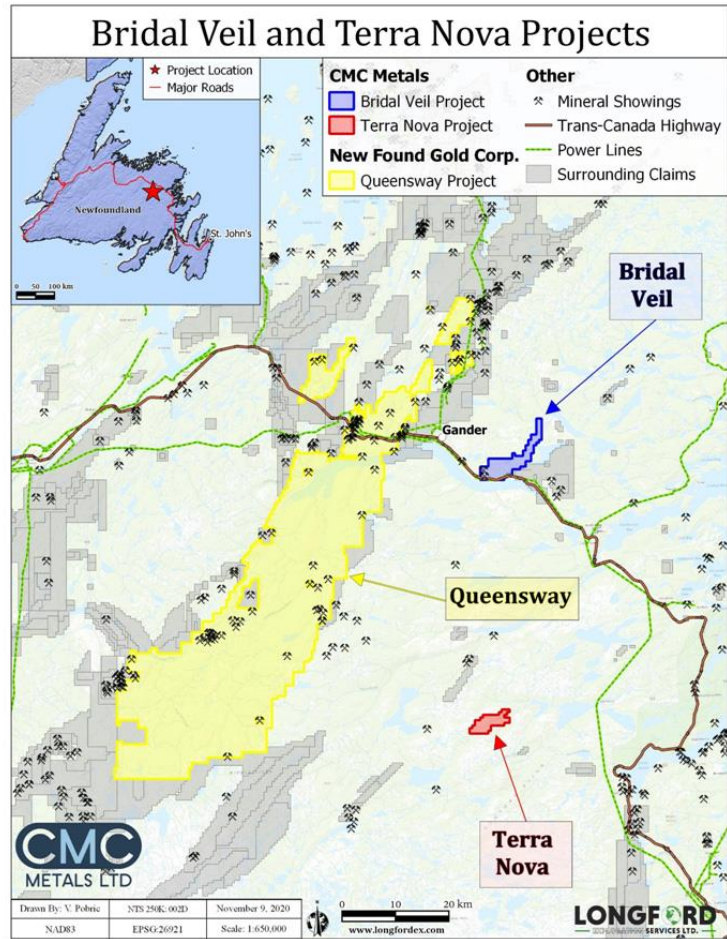 Bridal Veil and Terra Nova Projects
Project Location
Major Roads
Newfoundland
St. John's
0 50 100 km
CMC Metals
Bridal Veil Project
Terra Nova Project
New Found Gold Corp.
Queensway Project
Other
Mineral Showings
Trans-Canada Highway
Power Lines
Surrounding Claims
Bridal
Veil
Gander
Queensway
Terra
Nova
CMC
METALS LTD
Drawn By: V. Pobric
NTS 250K: 002D
November 9, 2020
NAD83
EPSG:26921
Scale: 1:650,000
0 10 20 km
www.longfordex.com
LONGFORD
EXPLORATION SERVICES LTD.